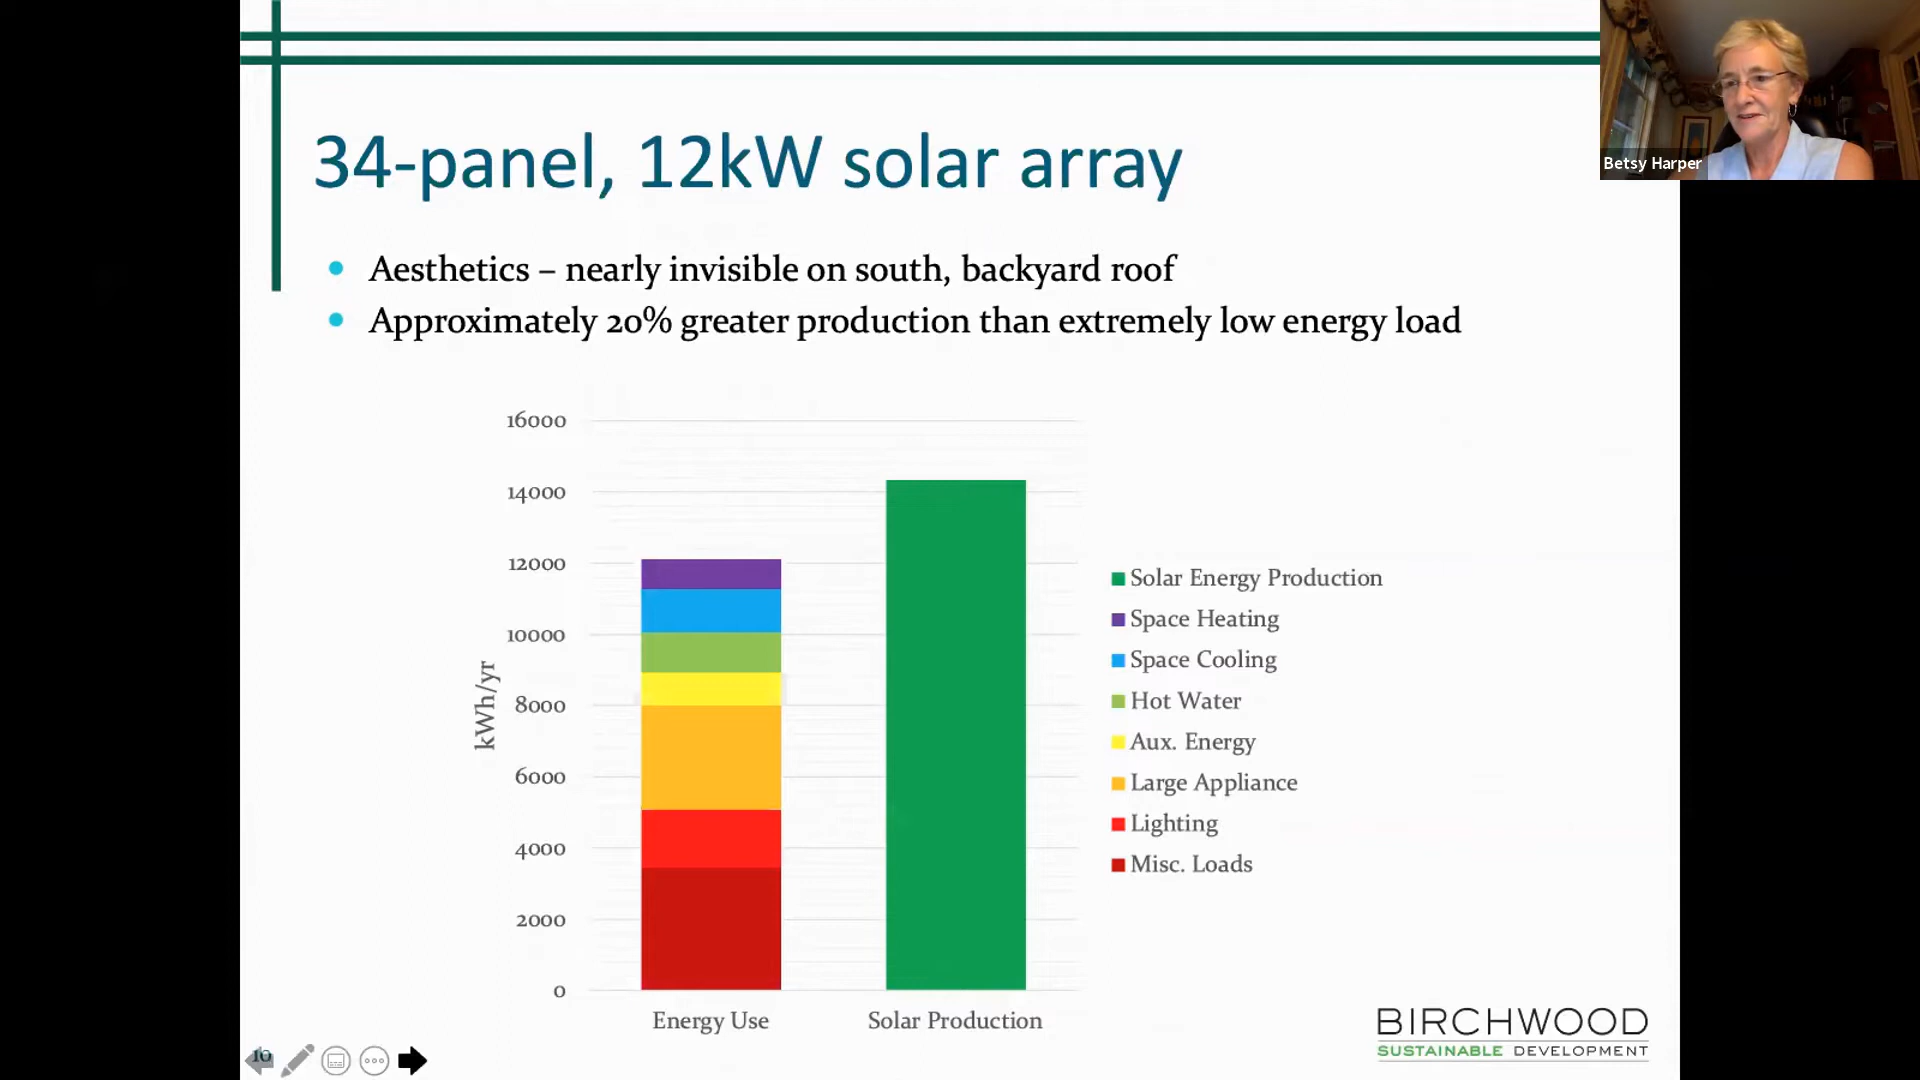 34-panel, 12kW solar array
Betsy Harper
Aesthetics – nearly invisible on south, backyard roof
Approximately 20% greater production than extremely low energy load
16000
14000
12000
10000
8000
6000
4000
2000
0
kWh/yr
Energy Use
Solar Production
Solar Energy Production
Space Heating
Space Cooling
Hot Water
Aux. Energy
Large Appliance
Lighting
Misc. Loads
BIRCHWOOD
SUSTAINABLE DEVELOPMENT
10